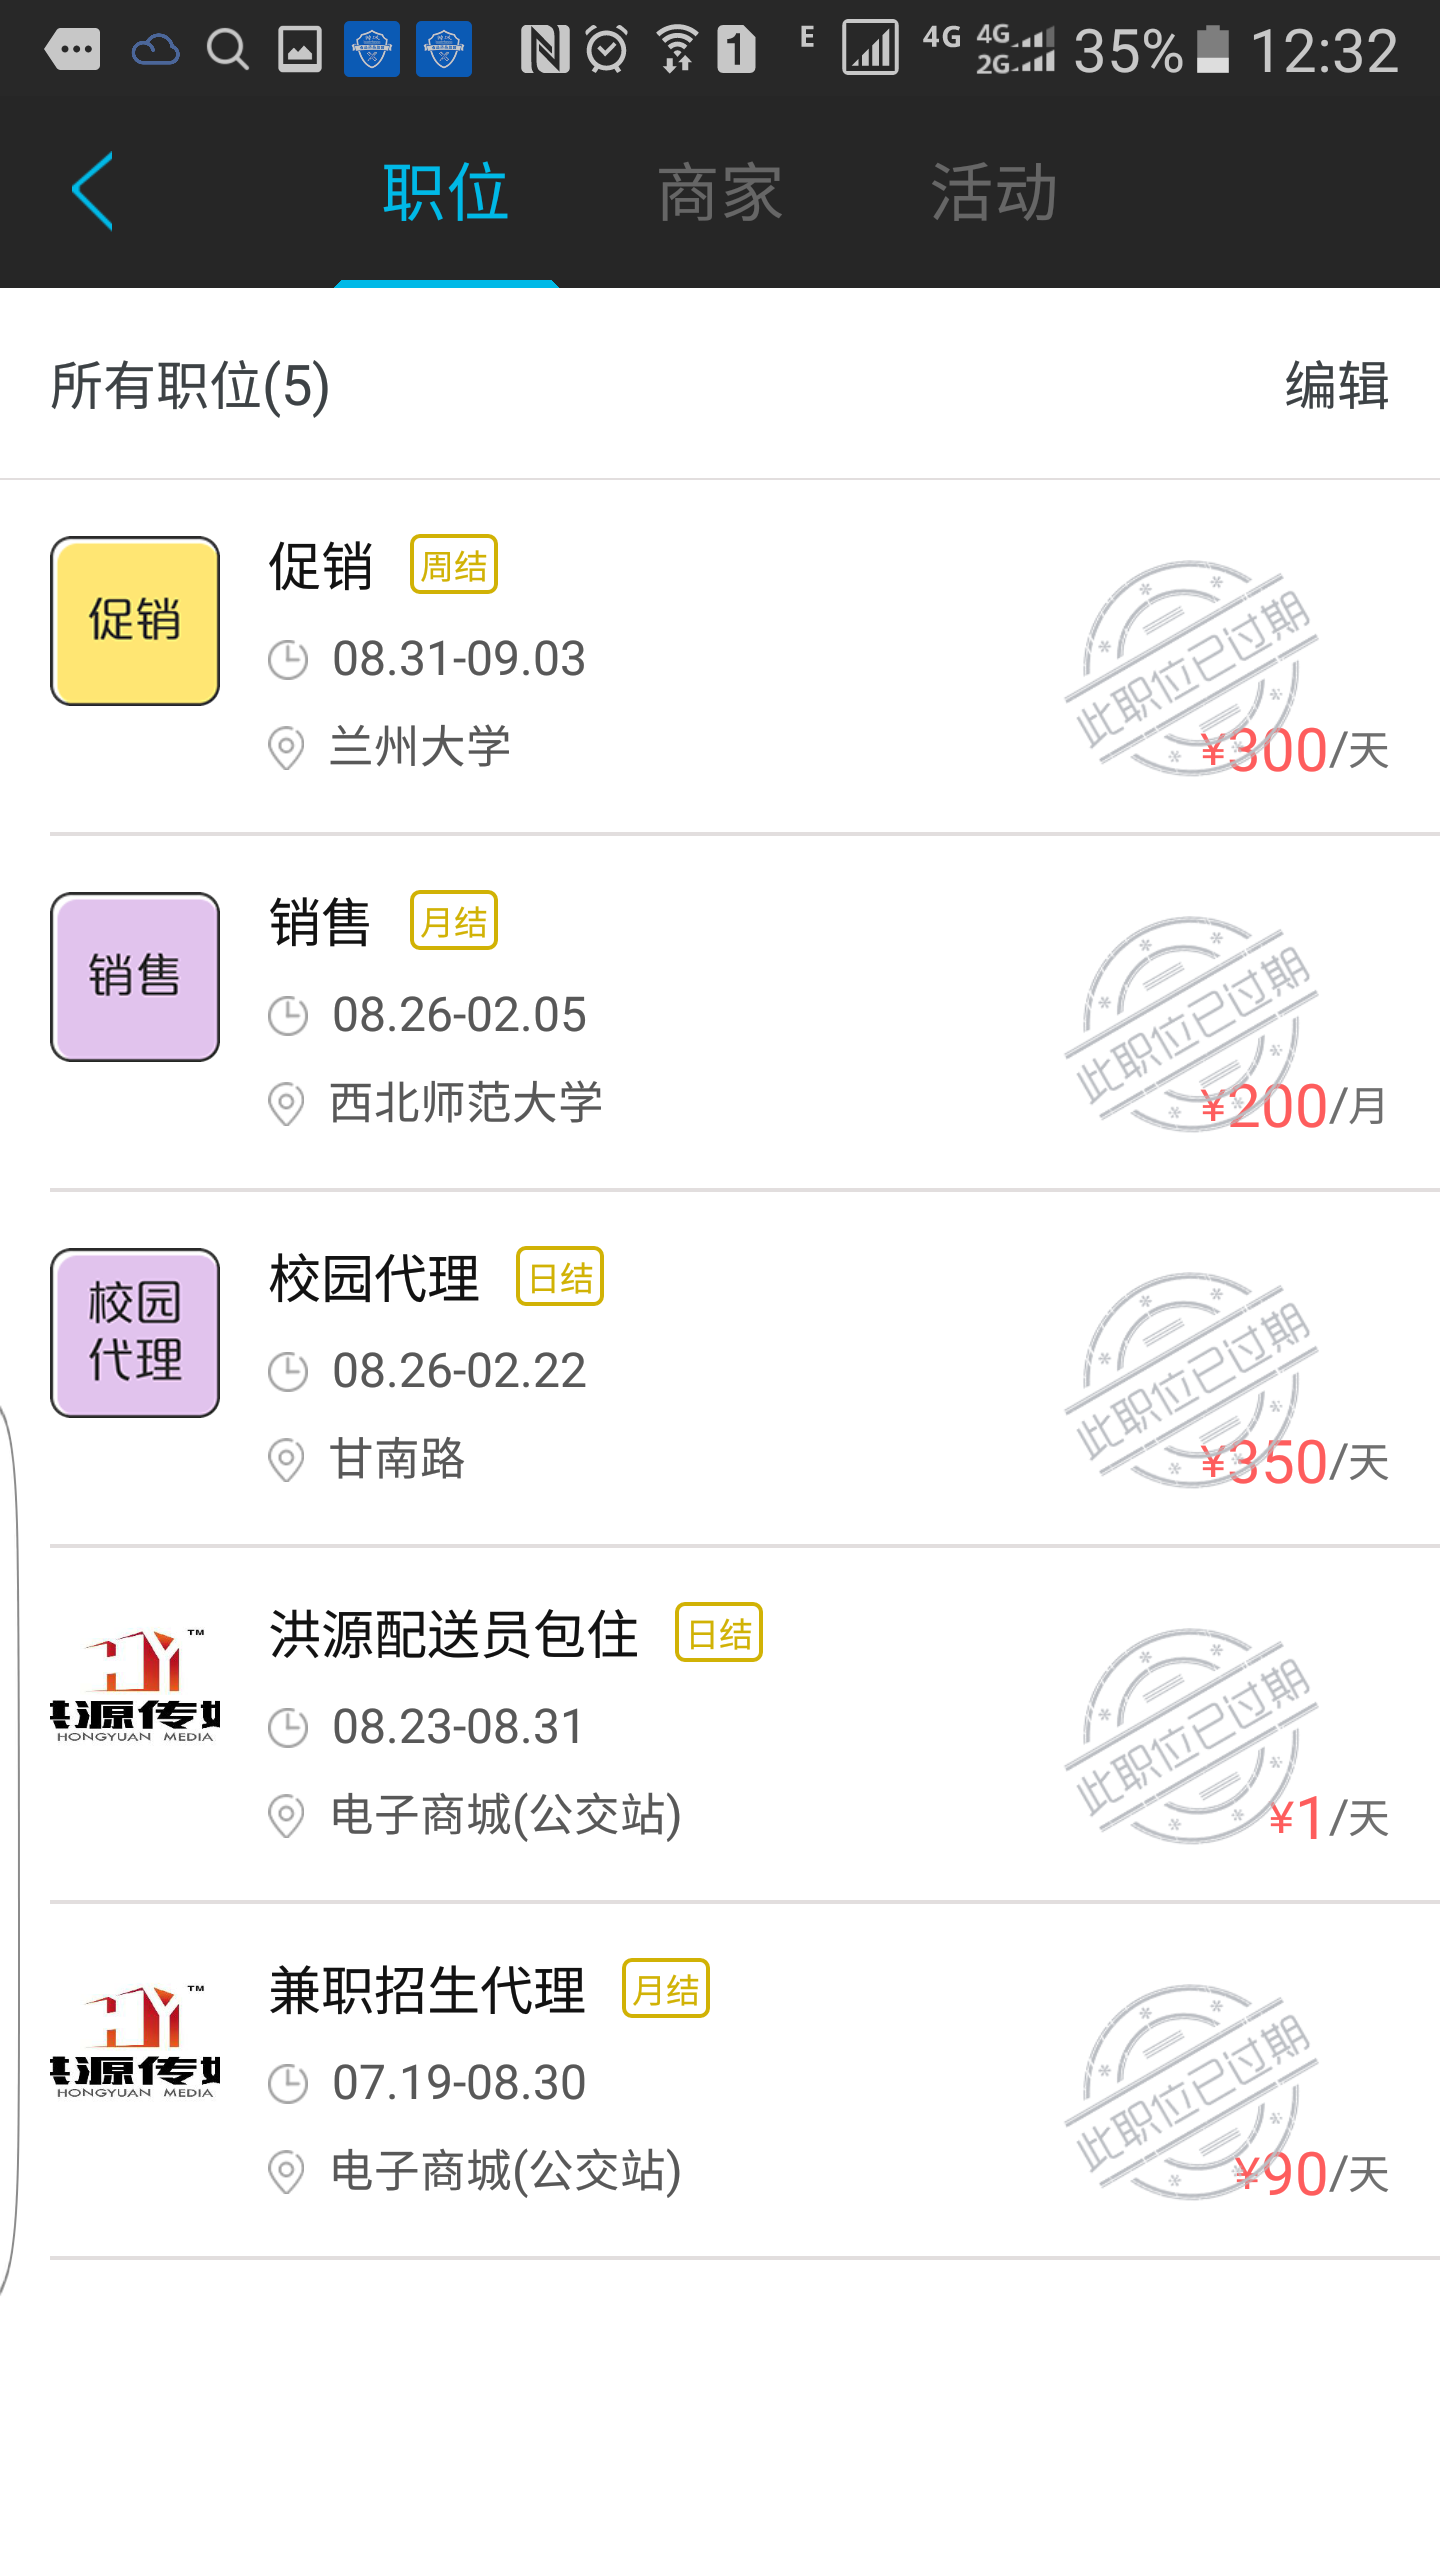 E 4G 4G 2G 35% 12:32
职位 商家 活动
所有职位(5) 编辑
促销
促销 周结
08.31-09.03
兰州大学
此职位已过期
¥300/天
销售
销售 月结
08.26-02.05
西北师范大学
此职位已过期
¥200/月
校园
代理
校园代理 日结
08.26-02.22
甘南路
此职位已过期
¥350/天
TM
源传
HONGYUAN MEDIA
洪源配送员包住 日结
08.23-08.31
电子商城(公交站)
此职位已过期
¥1/天
TM
源传
HONGYUAN MEDIA
兼职招生代理 月结
07.19-08.30
电子商城(公交站)
此职位已过期
¥90/天